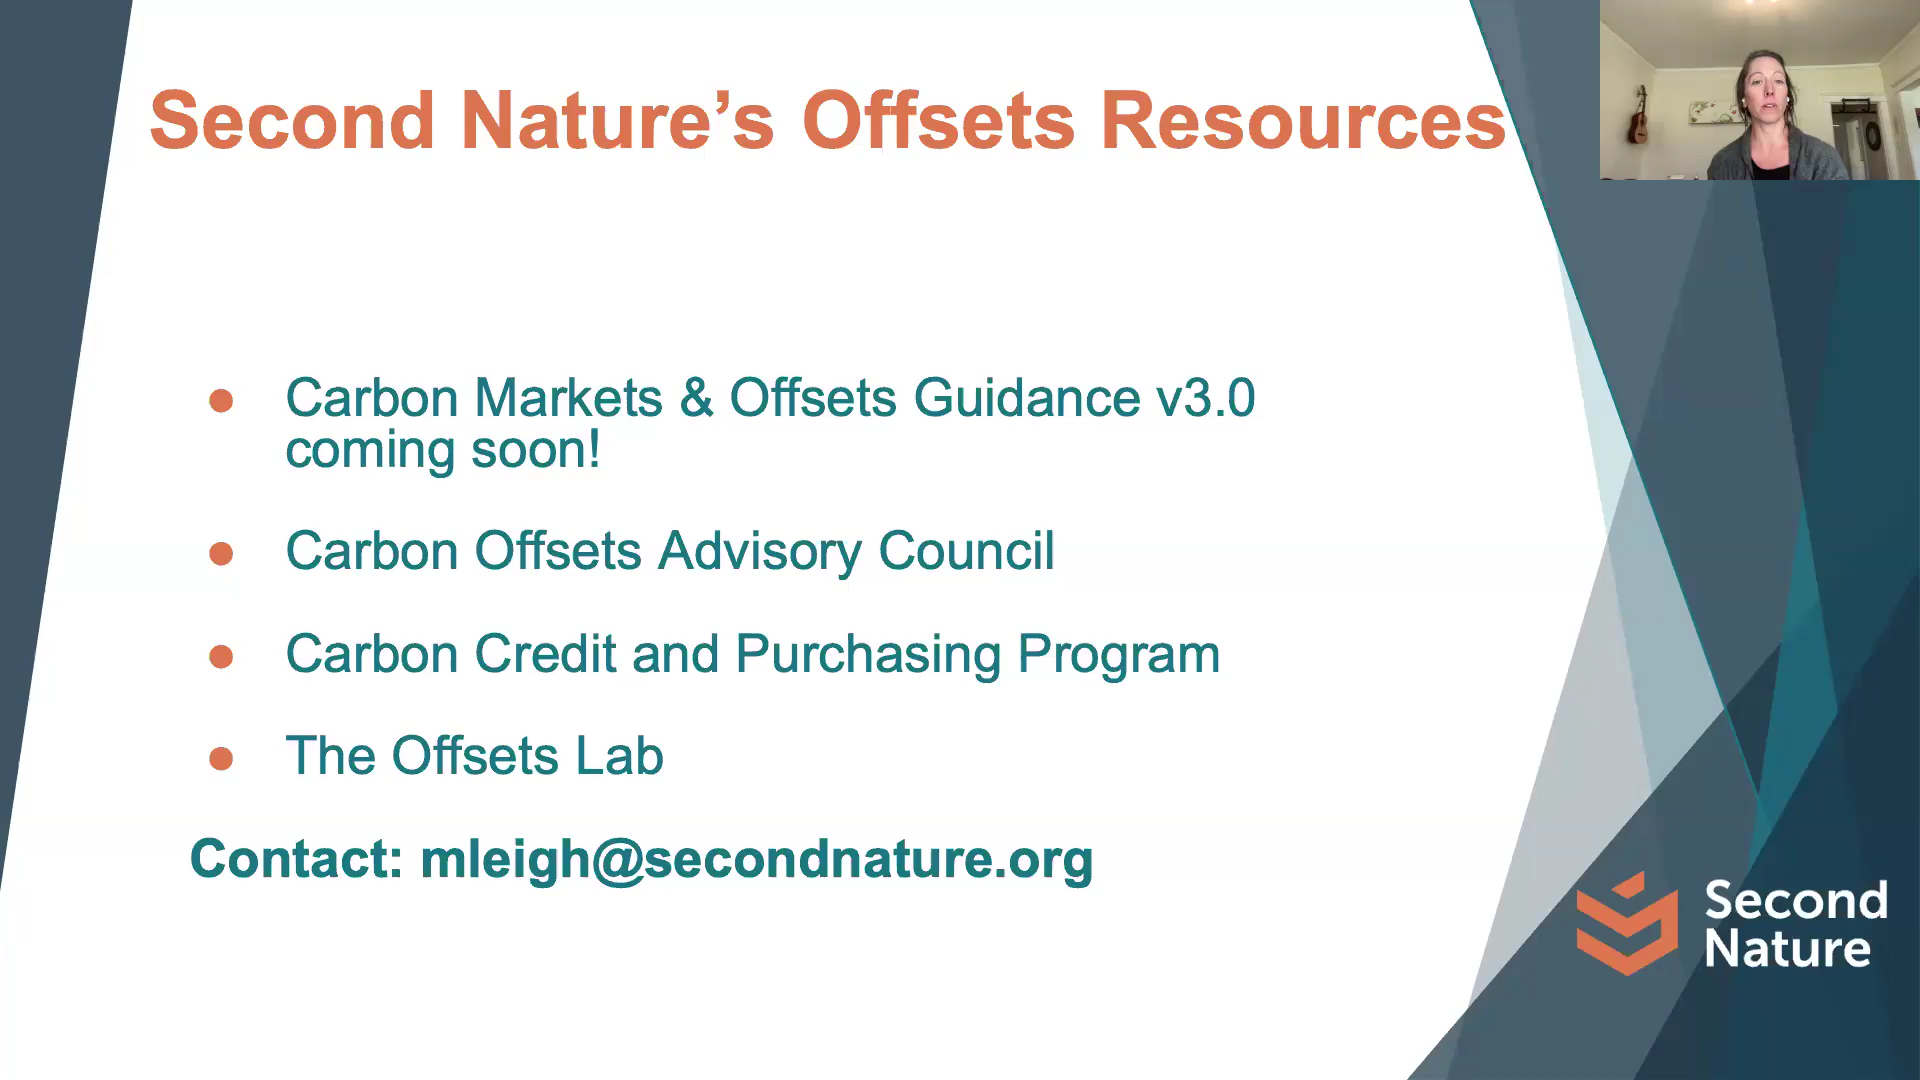 Second Nature’s Offsets Resources
● Carbon Markets & Offsets Guidance v3.0
coming soon!
● Carbon Offsets Advisory Council
● Carbon Credit and Purchasing Program
● The Offsets Lab
Contact: mleigh@secondnature.org
Second
Nature